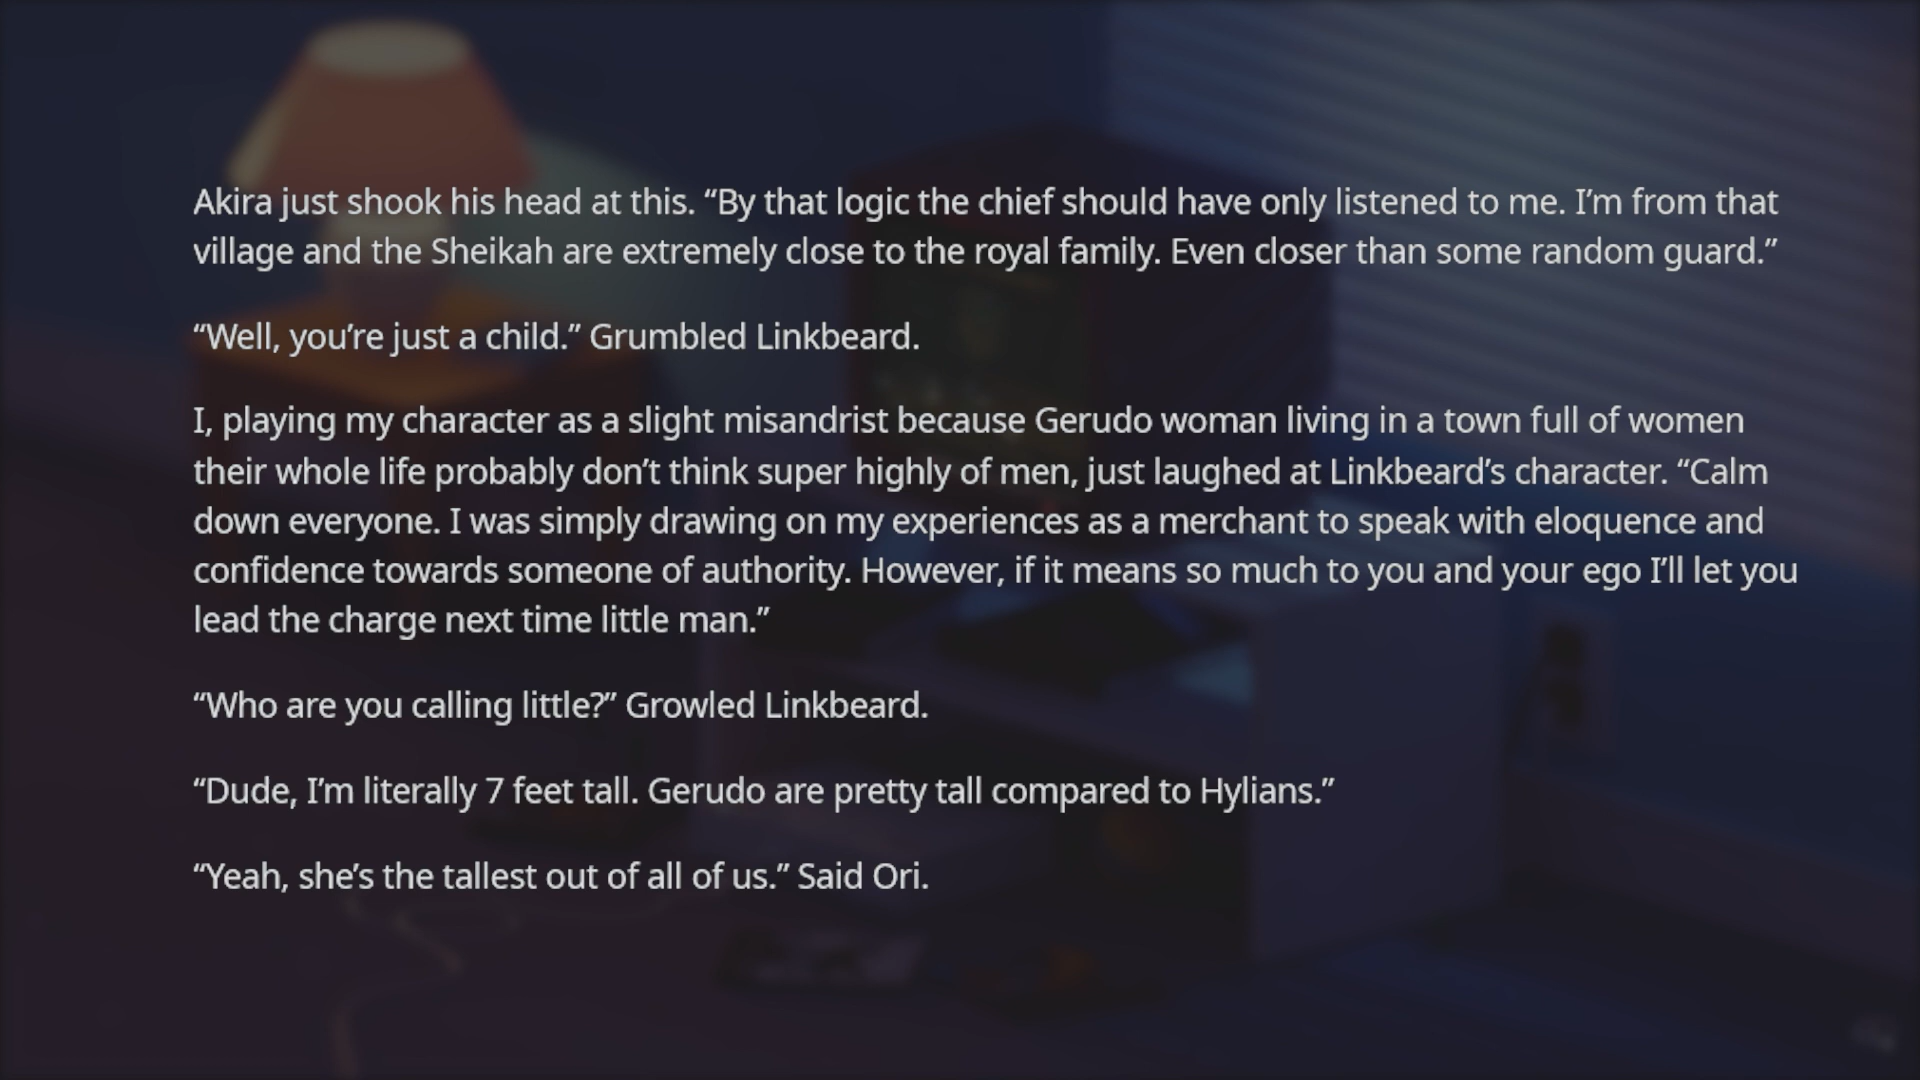 Akira just shook his head at this. “By that logic the chief should have only listened to me. I’m from that
village and the Sheikah are extremely close to the royal family. Even closer than some random guard.”
“Well, you’re just a child.” Grumbled Linkbeard.
I, playing my character as a slight misandrist because Gerudo woman living in a town full of women
their whole life probably don’t think super highly of men, just laughed at Linkbeard’s character. “Calm
down everyone. I was simply drawing on my experiences as a merchant to speak with eloquence and
confidence towards someone of authority. However, if it means so much to you and your ego I’ll let you
lead the charge next time little man.”
“Who are you calling little?” Growled Linkbeard.
“Dude, I’m literally 7 feet tall. Gerudo are pretty tall compared to Hylians.”
“Yeah, she’s the tallest out of all of us.” Said Ori.